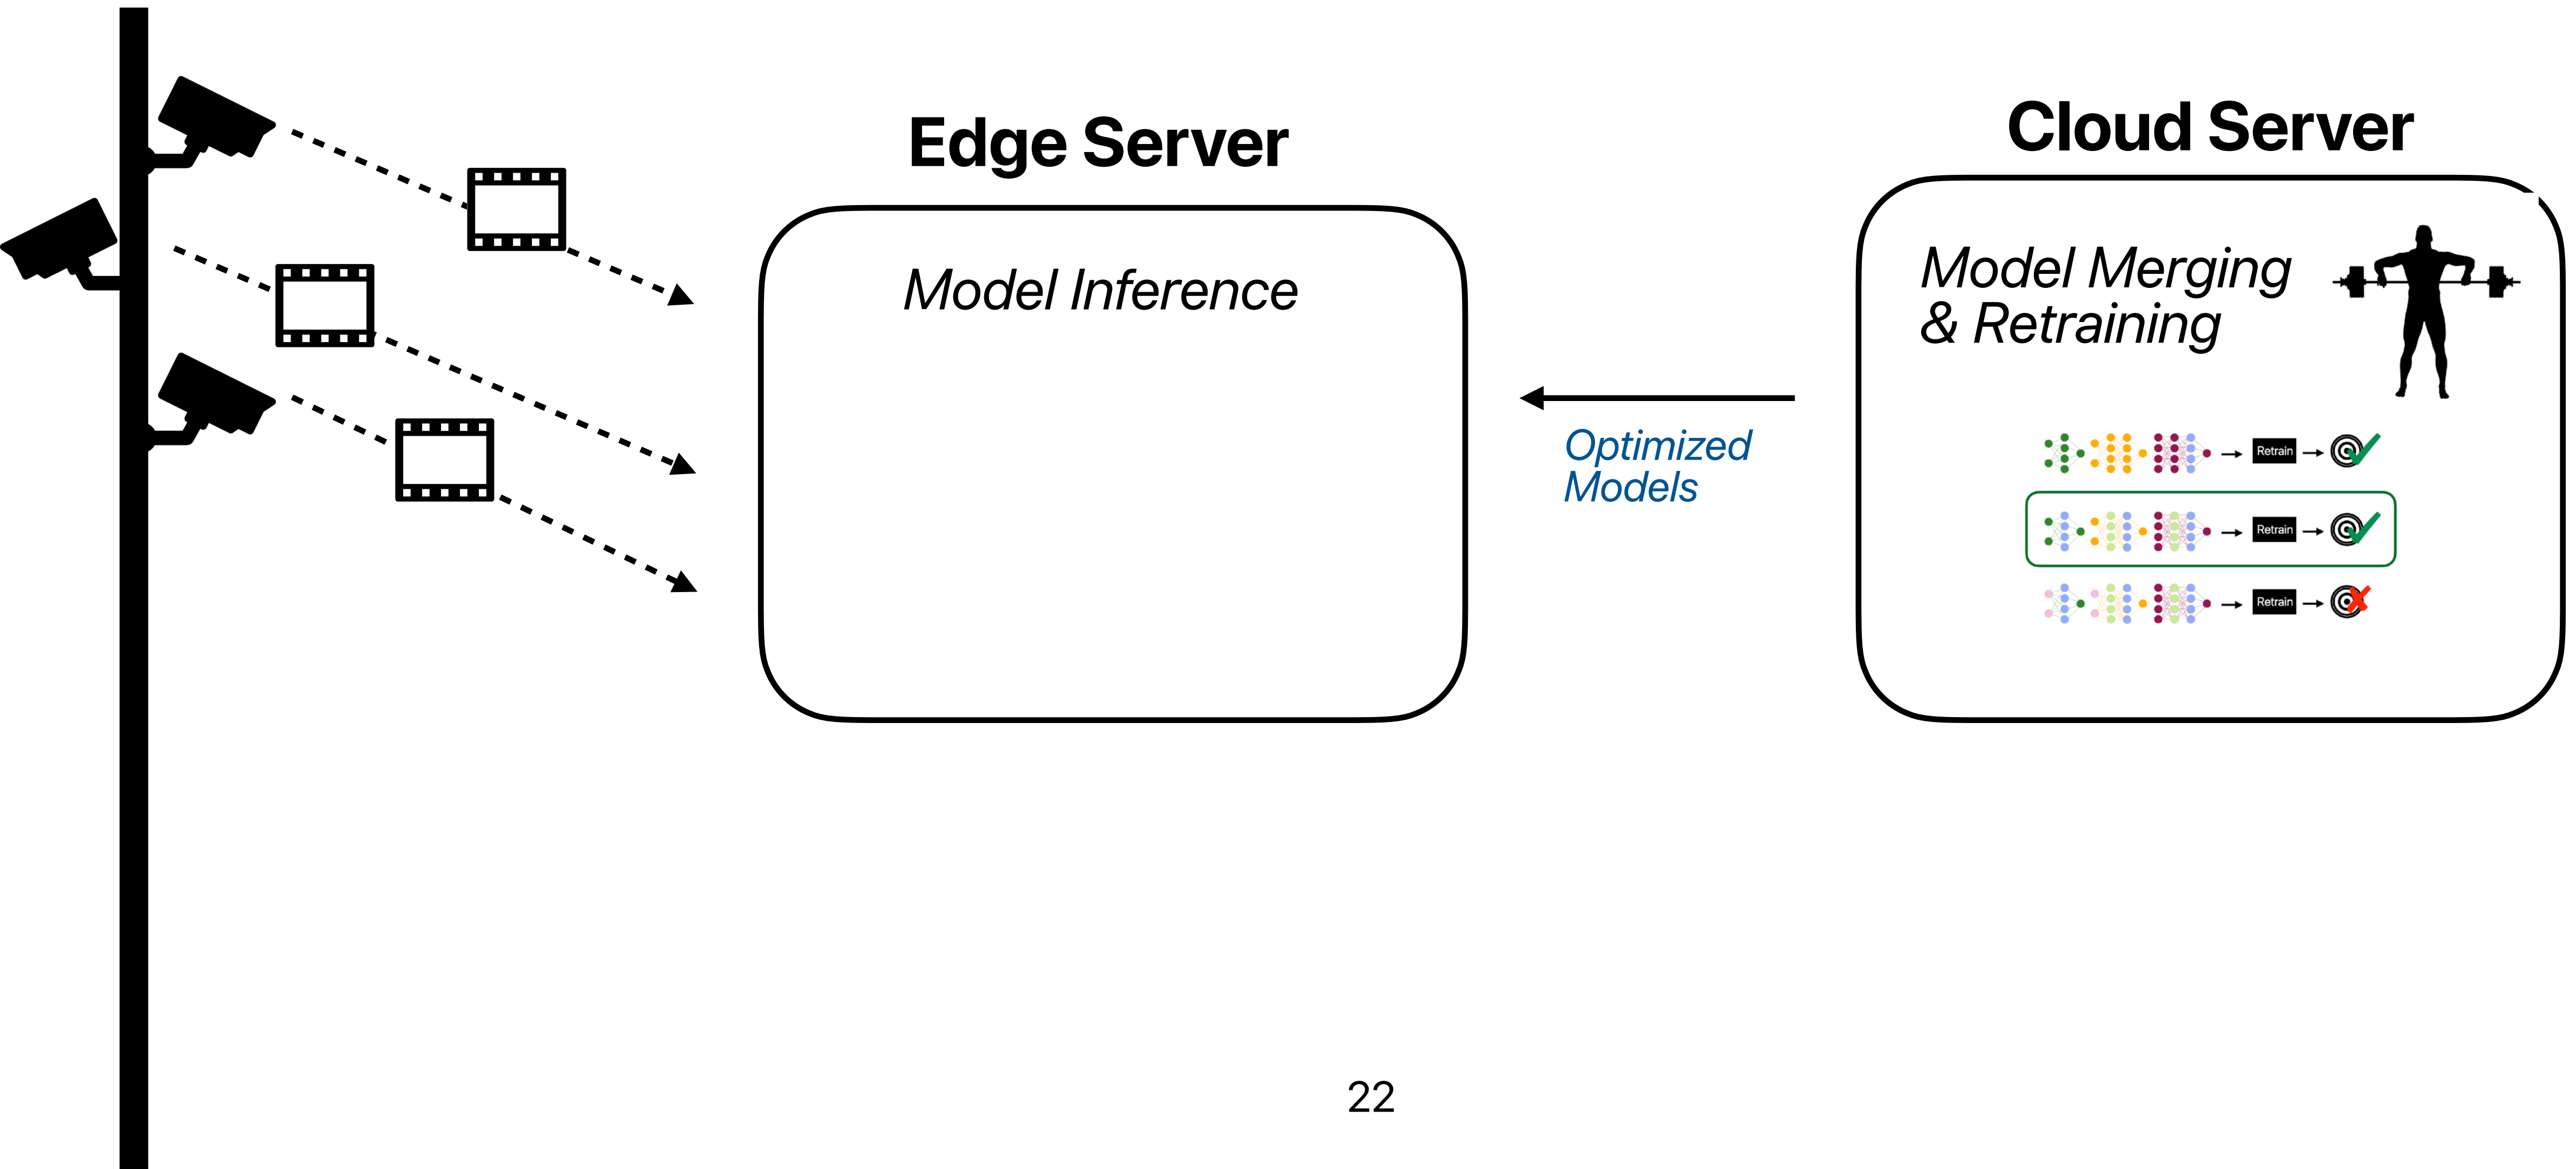 Edge Server
Model Inference
Optimized
Models
Cloud Server
Model Merging
& Retraining
Retrain
Retrain
Retrain
22